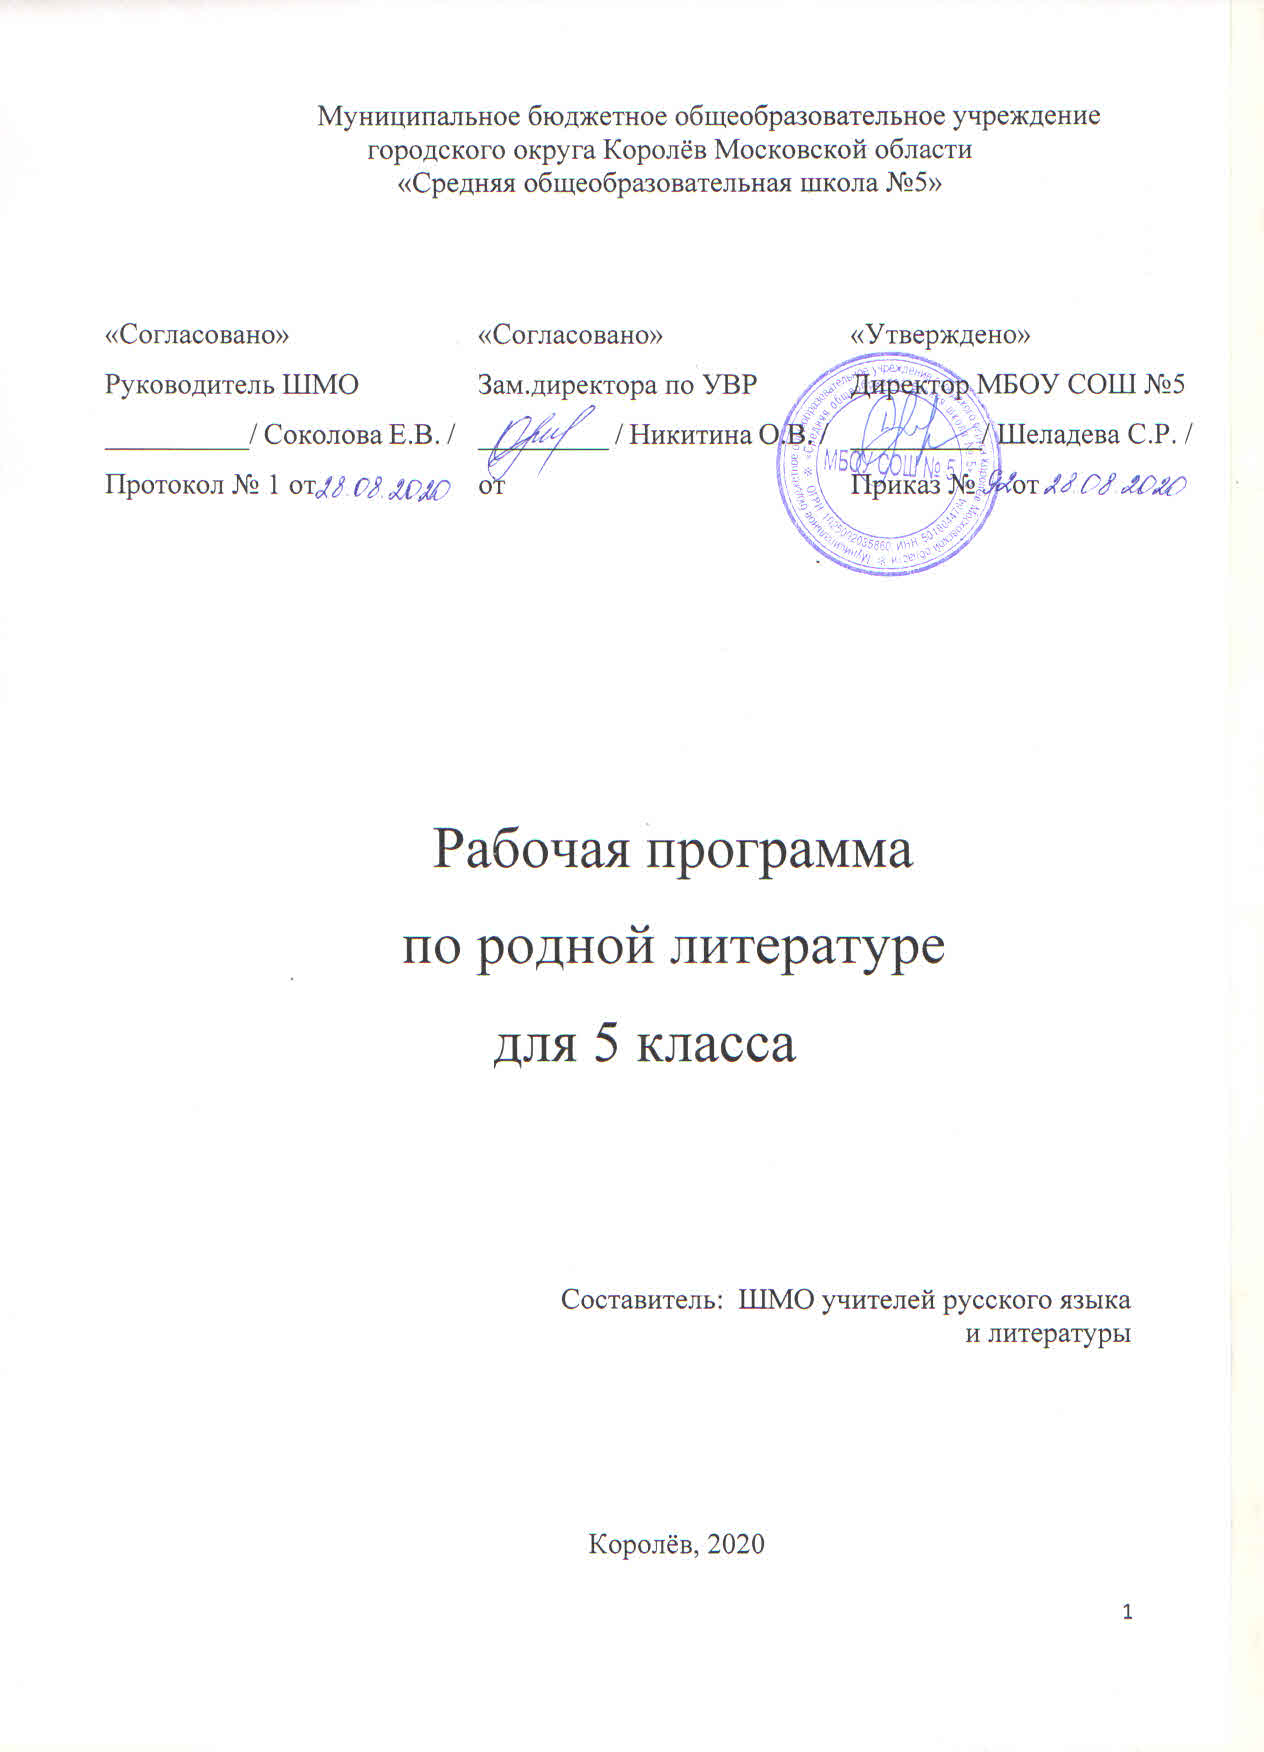 Муниципальное бюджетное общеобразовательное учреждение
городского округа Королёв Московской области
«Средняя общеобразовательная школа №5»
«Согласовано» «Согласовано» «Утверждено»
Руководитель ШМО Зам.директора по УВР Директор МБОУ СОШ №5
___________/ Соколова Е.В. / __________/ Никитина О.В. / __________/ Шеладева С.Р. /
Протокол № 1 от 28.08.2020 от Приказ № 92 от 28.08.2020
МБОУ СОШ № 5
Рабочая программа
по родной литературе
для 5 класса
Составитель: ШМО учителей русского языка
и литературы
Королёв, 2020
1